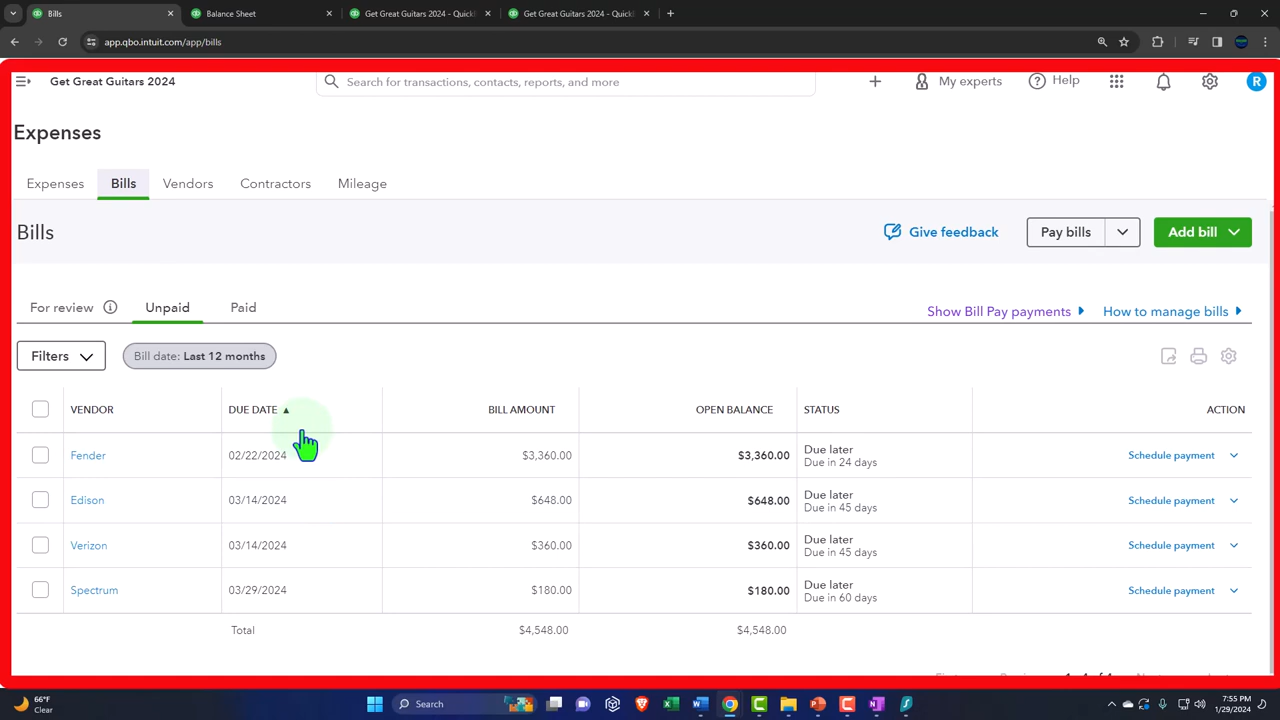 Bills
Balance Sheet
Get Great Guitars 2024 - Quick
Get Great Guitars 2024 - Quick
app.qbo.intuit.com/app/bills
Get Great Guitars 2024
Search for transactions, contacts, reports, and more
My experts
Help
R
Expenses
Expenses Bills Vendors Contractors Mileage
Bills
Give feedback
Pay bills
Add bill
For review Unpaid Paid
Show Bill Pay payments
How to manage bills
Filters
Bill date: Last 12 months
VENDOR DUE DATE BILL AMOUNT OPEN BALANCE STATUS ACTION
Fender 02/22/2024 $3,360.00 $3,360.00 Due later Schedule payment
Due in 24 days
Edison 03/14/2024 $648.00 $648.00 Due later Schedule payment
Due in 45 days
Verizon 03/14/2024 $360.00 $360.00 Due later Schedule payment
Due in 45 days
Spectrum 03/29/2024 $180.00 $180.00 Due later Schedule payment
Due in 60 days
Total $4,548.00 $4,548.00
66°F
Clear
Search
7:55 PM
1/29/2024